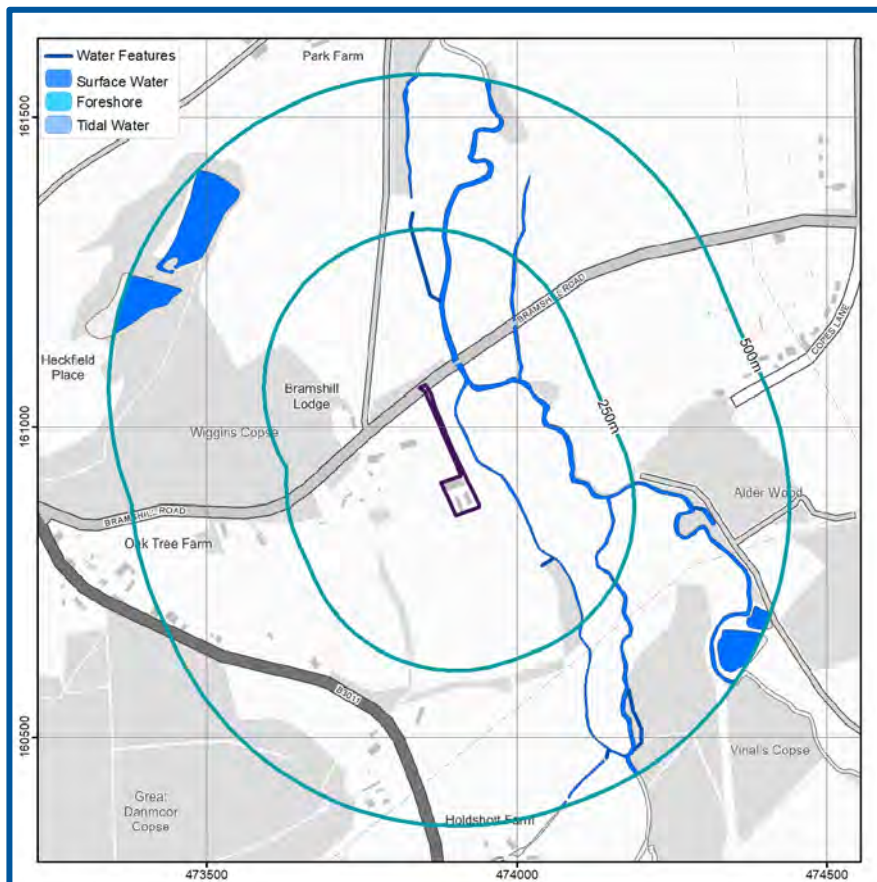 Water Features
Surface Water
Foreshore
Tidal Water
Park Farm
161500
BRAMSHILL ROAD
500m
COPES LANE
Heckfield
Place
Bramshill
Lodge
250m
161000
Wiggins Copse
Alder Wood
BRAMSHILL ROAD
Oak Tree Farm
B3011
160500
Vinall's Copse
Great
Danmoor
Copse
Holdshott Farm
473500
474000
474500